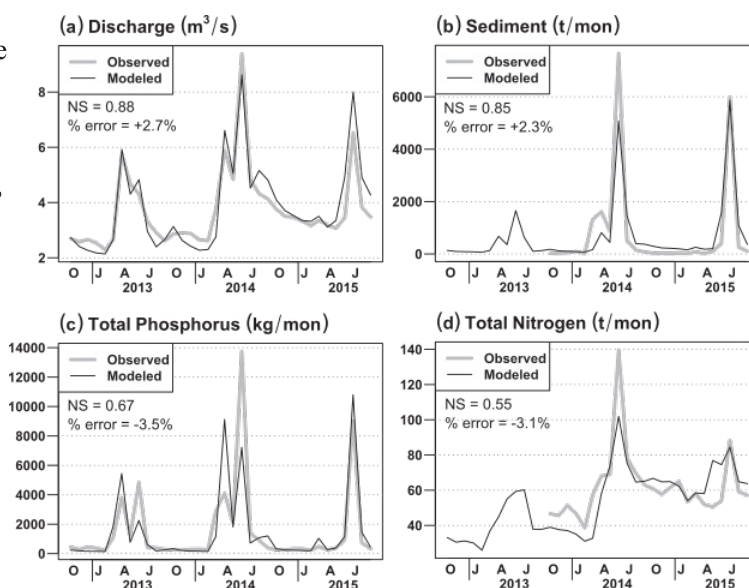 e
,
(a) Discharge (m³/s)
Observed
Modeled
NS = 0.88
% error = +2.7%
8
6
4
2
O J A J O J A J O J A J
2013 2014 2015
(b) Sediment (t/mon)
Observed
Modeled
NS = 0.85
% error = +2.3%
6000
4000
2000
0
O J A J O J A J O J A J
2013 2014 2015
(c) Total Phosphorus (kg/mon)
Observed
Modeled
NS = 0.67
% error = -3.5%
14000
12000
10000
8000
6000
4000
2000
0
O J A J O J A J O J A J
2013 2014 2015
(d) Total Nitrogen (t/mon)
Observed
Modeled
NS = 0.55
% error = -3.1%
140
120
100
80
60
40
O J A J O J A J O J A J
2013 2014 2015